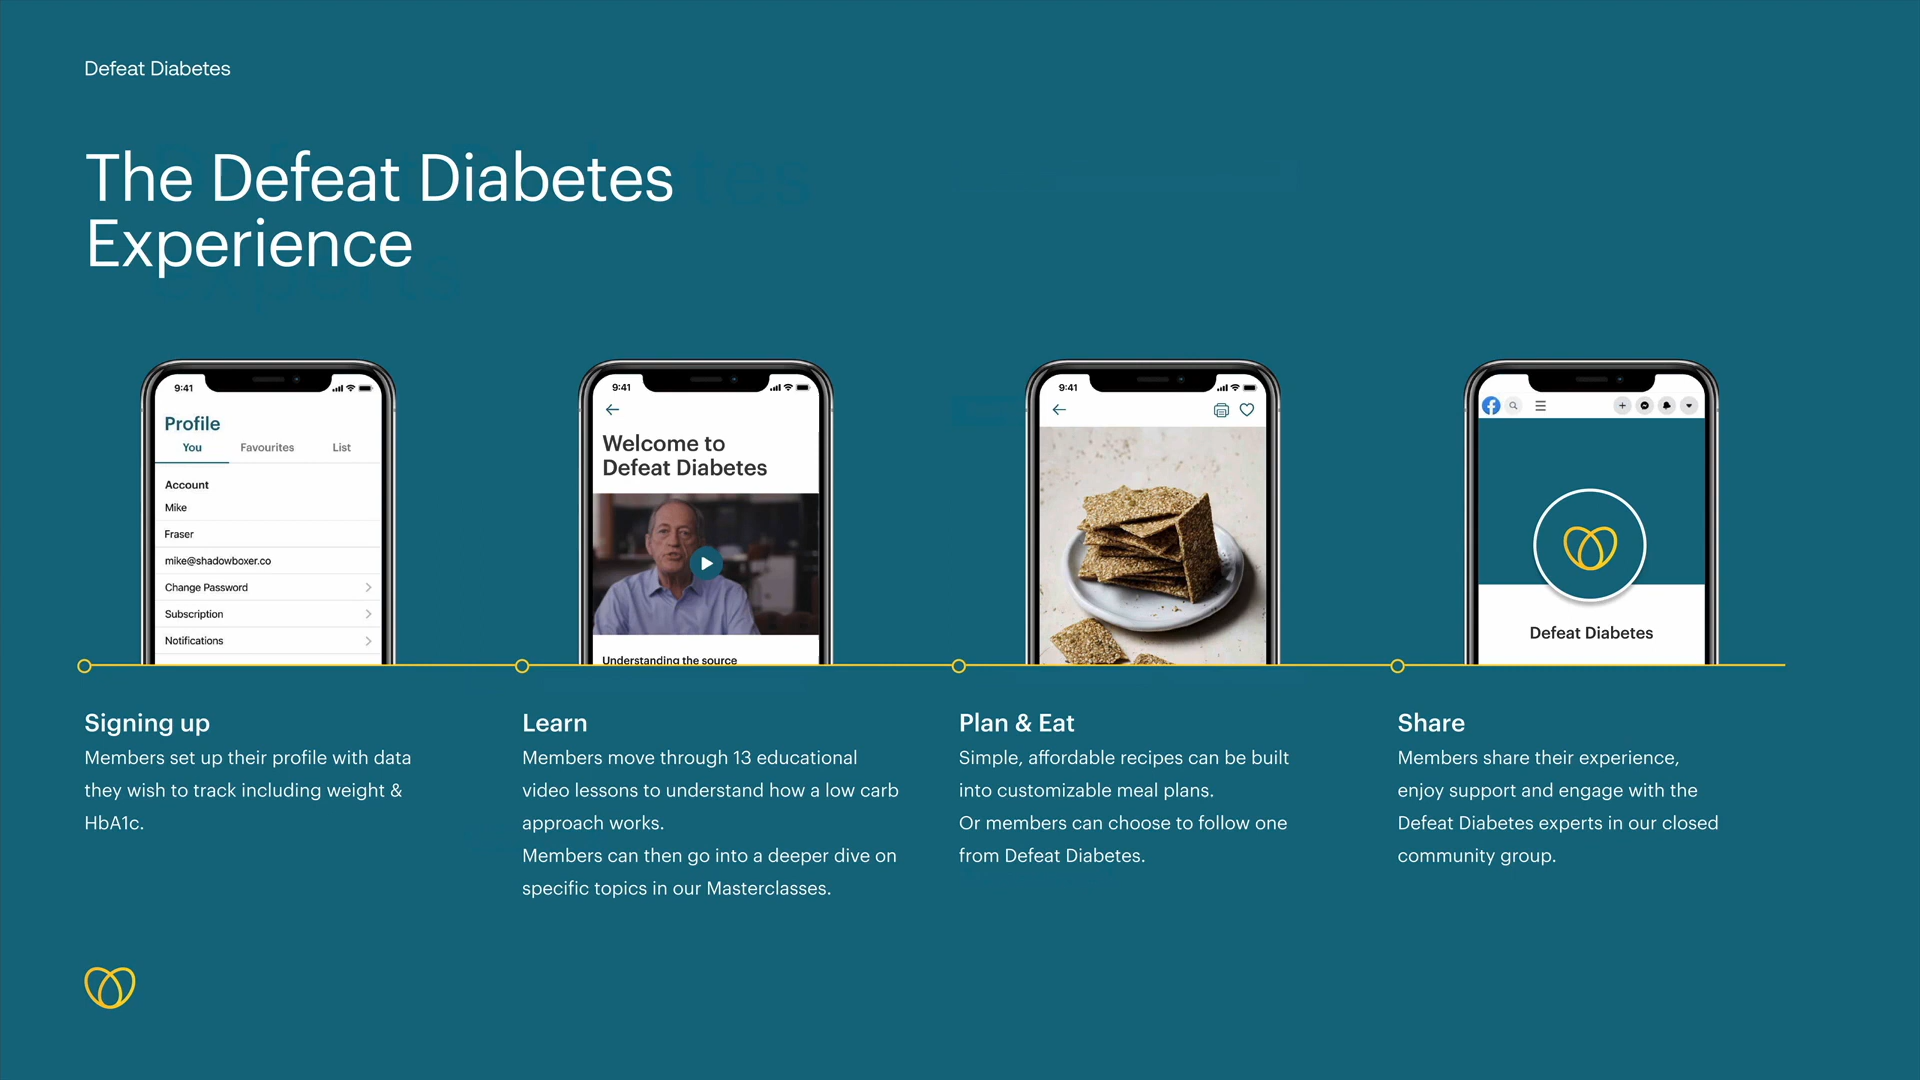 Defeat Diabetes
The Defeat Diabetes
Experience
9:41
Profile
You Favourites List
Account
Mike
Fraser
mike@shadowboxer.co
Change Password
Subscription
Notifications
9:41
Welcome to
Defeat Diabetes
Understanding the source
9:41
Defeat Diabetes
Signing up
Members set up their profile with data
they wish to track including weight &
HbA1c.
Learn
Members move through 13 educational
video lessons to understand how a low carb
approach works.
Members can then go into a deeper dive on
specific topics in our Masterclasses.
Plan & Eat
Simple, affordable recipes can be built
into customizable meal plans.
Or members can choose to follow one
from Defeat Diabetes.
Share
Members share their experience,
enjoy support and engage with the
Defeat Diabetes experts in our closed
community group.